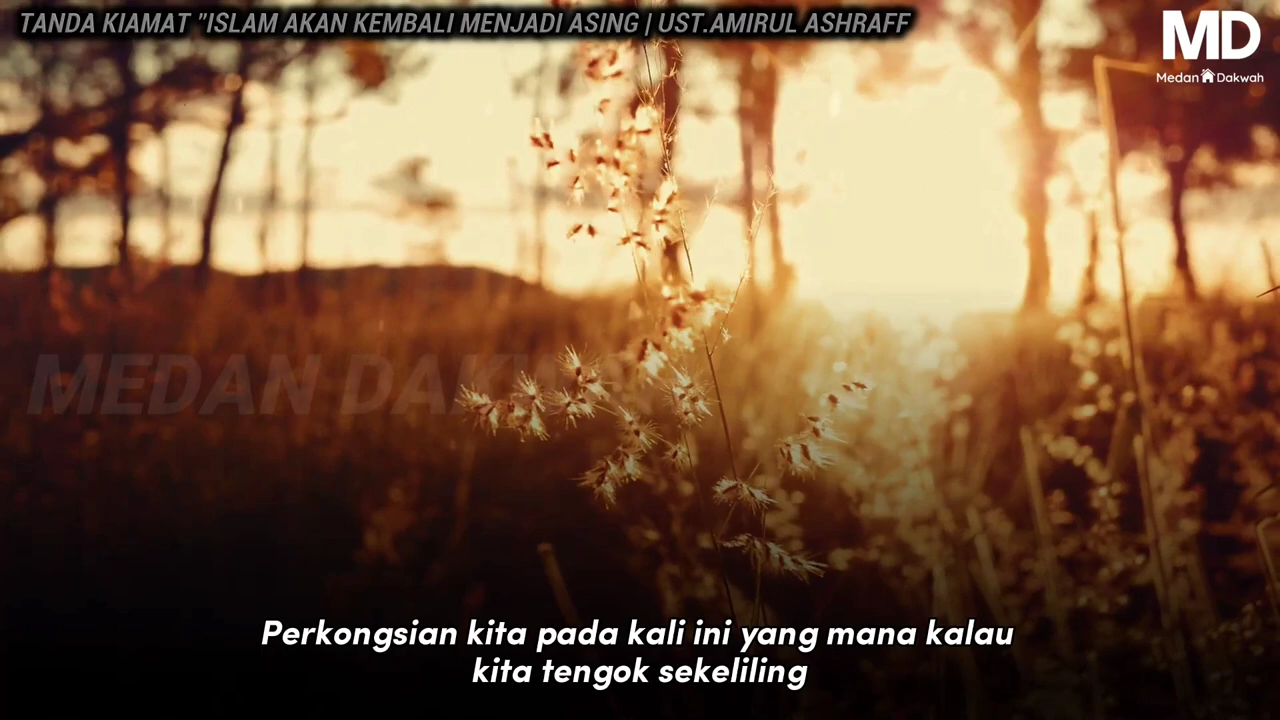 TANDA KIAMAT "ISLAM AKAN KEMBALI MENJADI ASING | UST.AMIRUL ASHRAFF
MD
Medan Dakwah
MEDAN DAK
Perkongsian kita pada kali ini yang mana kalau
kita tengok sekeliling